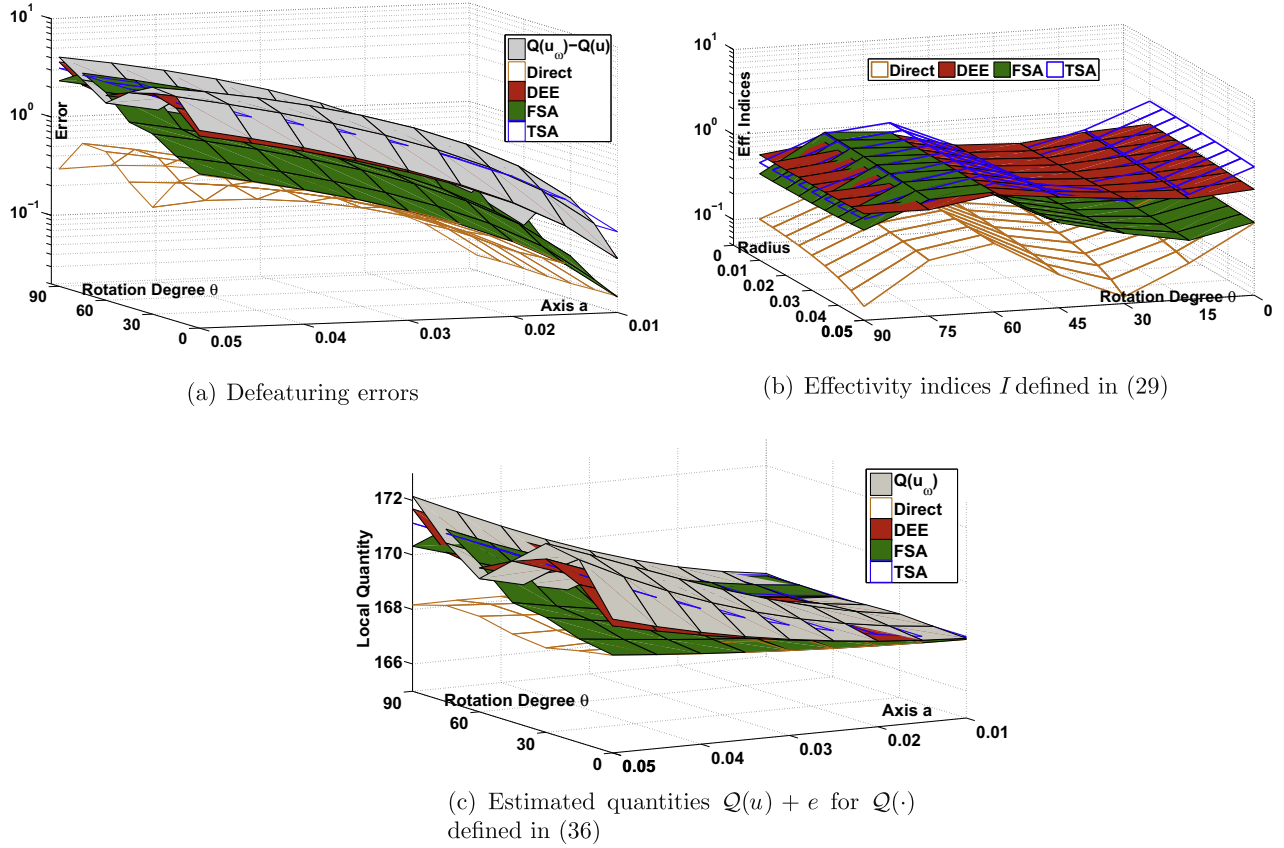 10^1
10^0
10^-1
Error
Q(u_ω)−Q(u)
Direct
DEE
FSA
TSA
90
60
30
0
Rotation Degree θ
0.05
0.04
0.03
0.02
0.01
Axis a
(a) Defeaturing errors
10^1
10^0
10^-1
Eff. Indices
Direct DEE FSA TSA
0
0.01
0.02
0.03
0.04
0.05
Radius
90
75
60
45
30
15
0
Rotation Degree θ
(b) Effectivity indices I defined in (29)
172
170
168
166
Local Quantity
Q(u_ω)
Direct
DEE
FSA
TSA
90
60
30
0
Rotation Degree θ
0.05
0.04
0.03
0.02
0.01
Axis a
(c) Estimated quantities 𝒬(u) + e for 𝒬(·)
defined in (36)